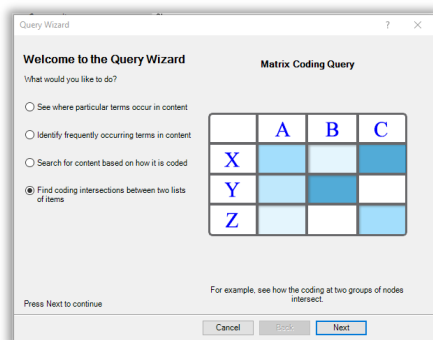 Query Wizard
? ×
Welcome to the Query Wizard
What would you like to do?
See where particular terms occur in content
Identify frequently occurring terms in content
Search for content based on how it is coded
Find coding intersections between two lists
of items
Press Next to continue
Matrix Coding Query
A B C
X
Y
Z
For example, see how the coding at two groups of nodes
intersect.
Cancel Back Next